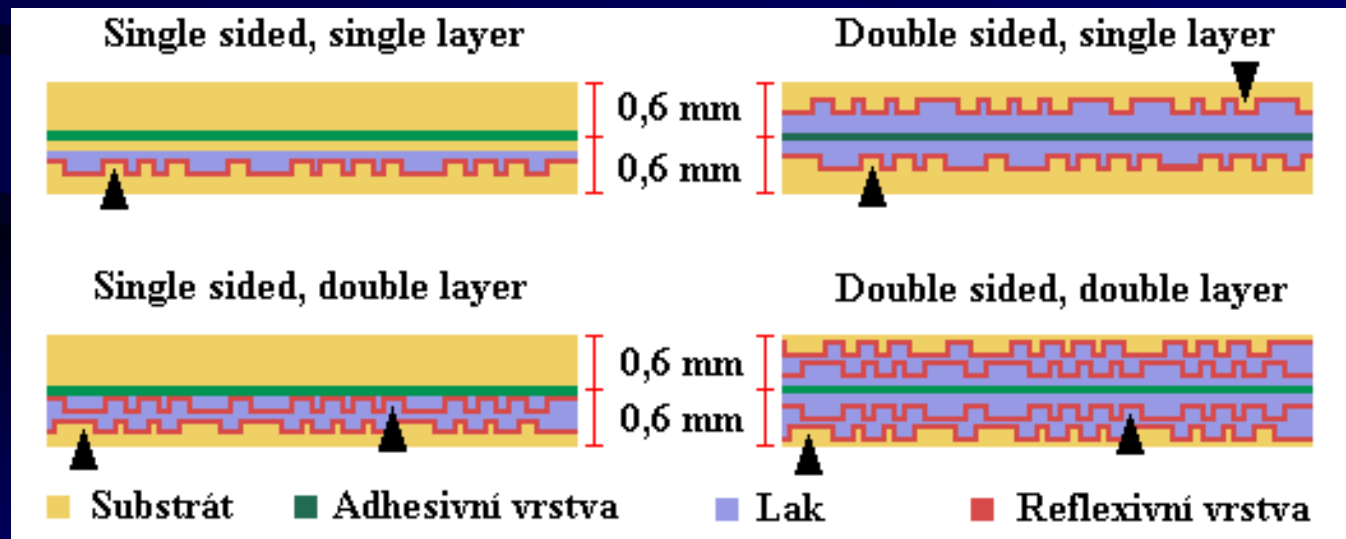 Single sided, single layer
Double sided, single layer
0,6 mm
0,6 mm
Single sided, double layer
Double sided, double layer
0,6 mm
0,6 mm
Substrát
Adhesivní vrstva
Lak
Reflexivní vrstva